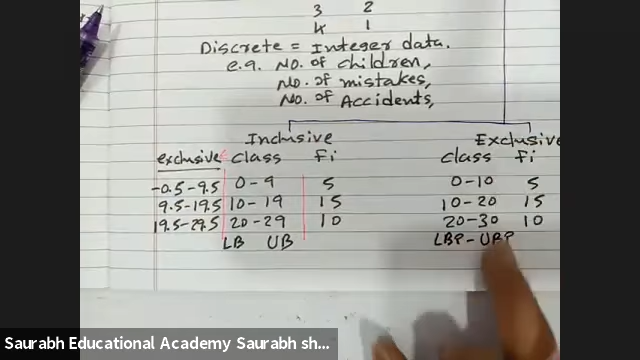 3 2
4 1
Discrete = Integer data.
e.g. No. of children,
No. of mistakes,
No. of Accidents,
Inclusive Exclusive
exclusive class fi class fi
-0.5-9.5 0-9 5 0-10 5
9.5-19.5 10-19 15 10-20 15
19.5-29.5 20-29 10 20-30 10
LB UB LBP-UBP
Saurabh Educational Academy Saurabh sh...